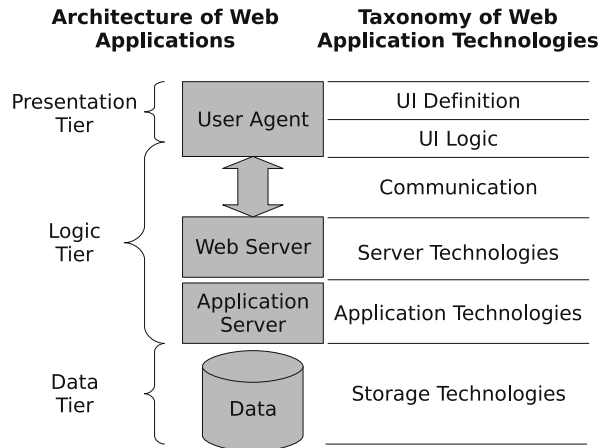 Architecture of Web
Applications
Taxonomy of Web
Application Technologies
Presentation
Tier
User Agent
UI Definition
UI Logic
Communication
Logic
Tier
Web Server
Server Technologies
Application
Server
Application Technologies
Data
Tier
Data
Storage Technologies